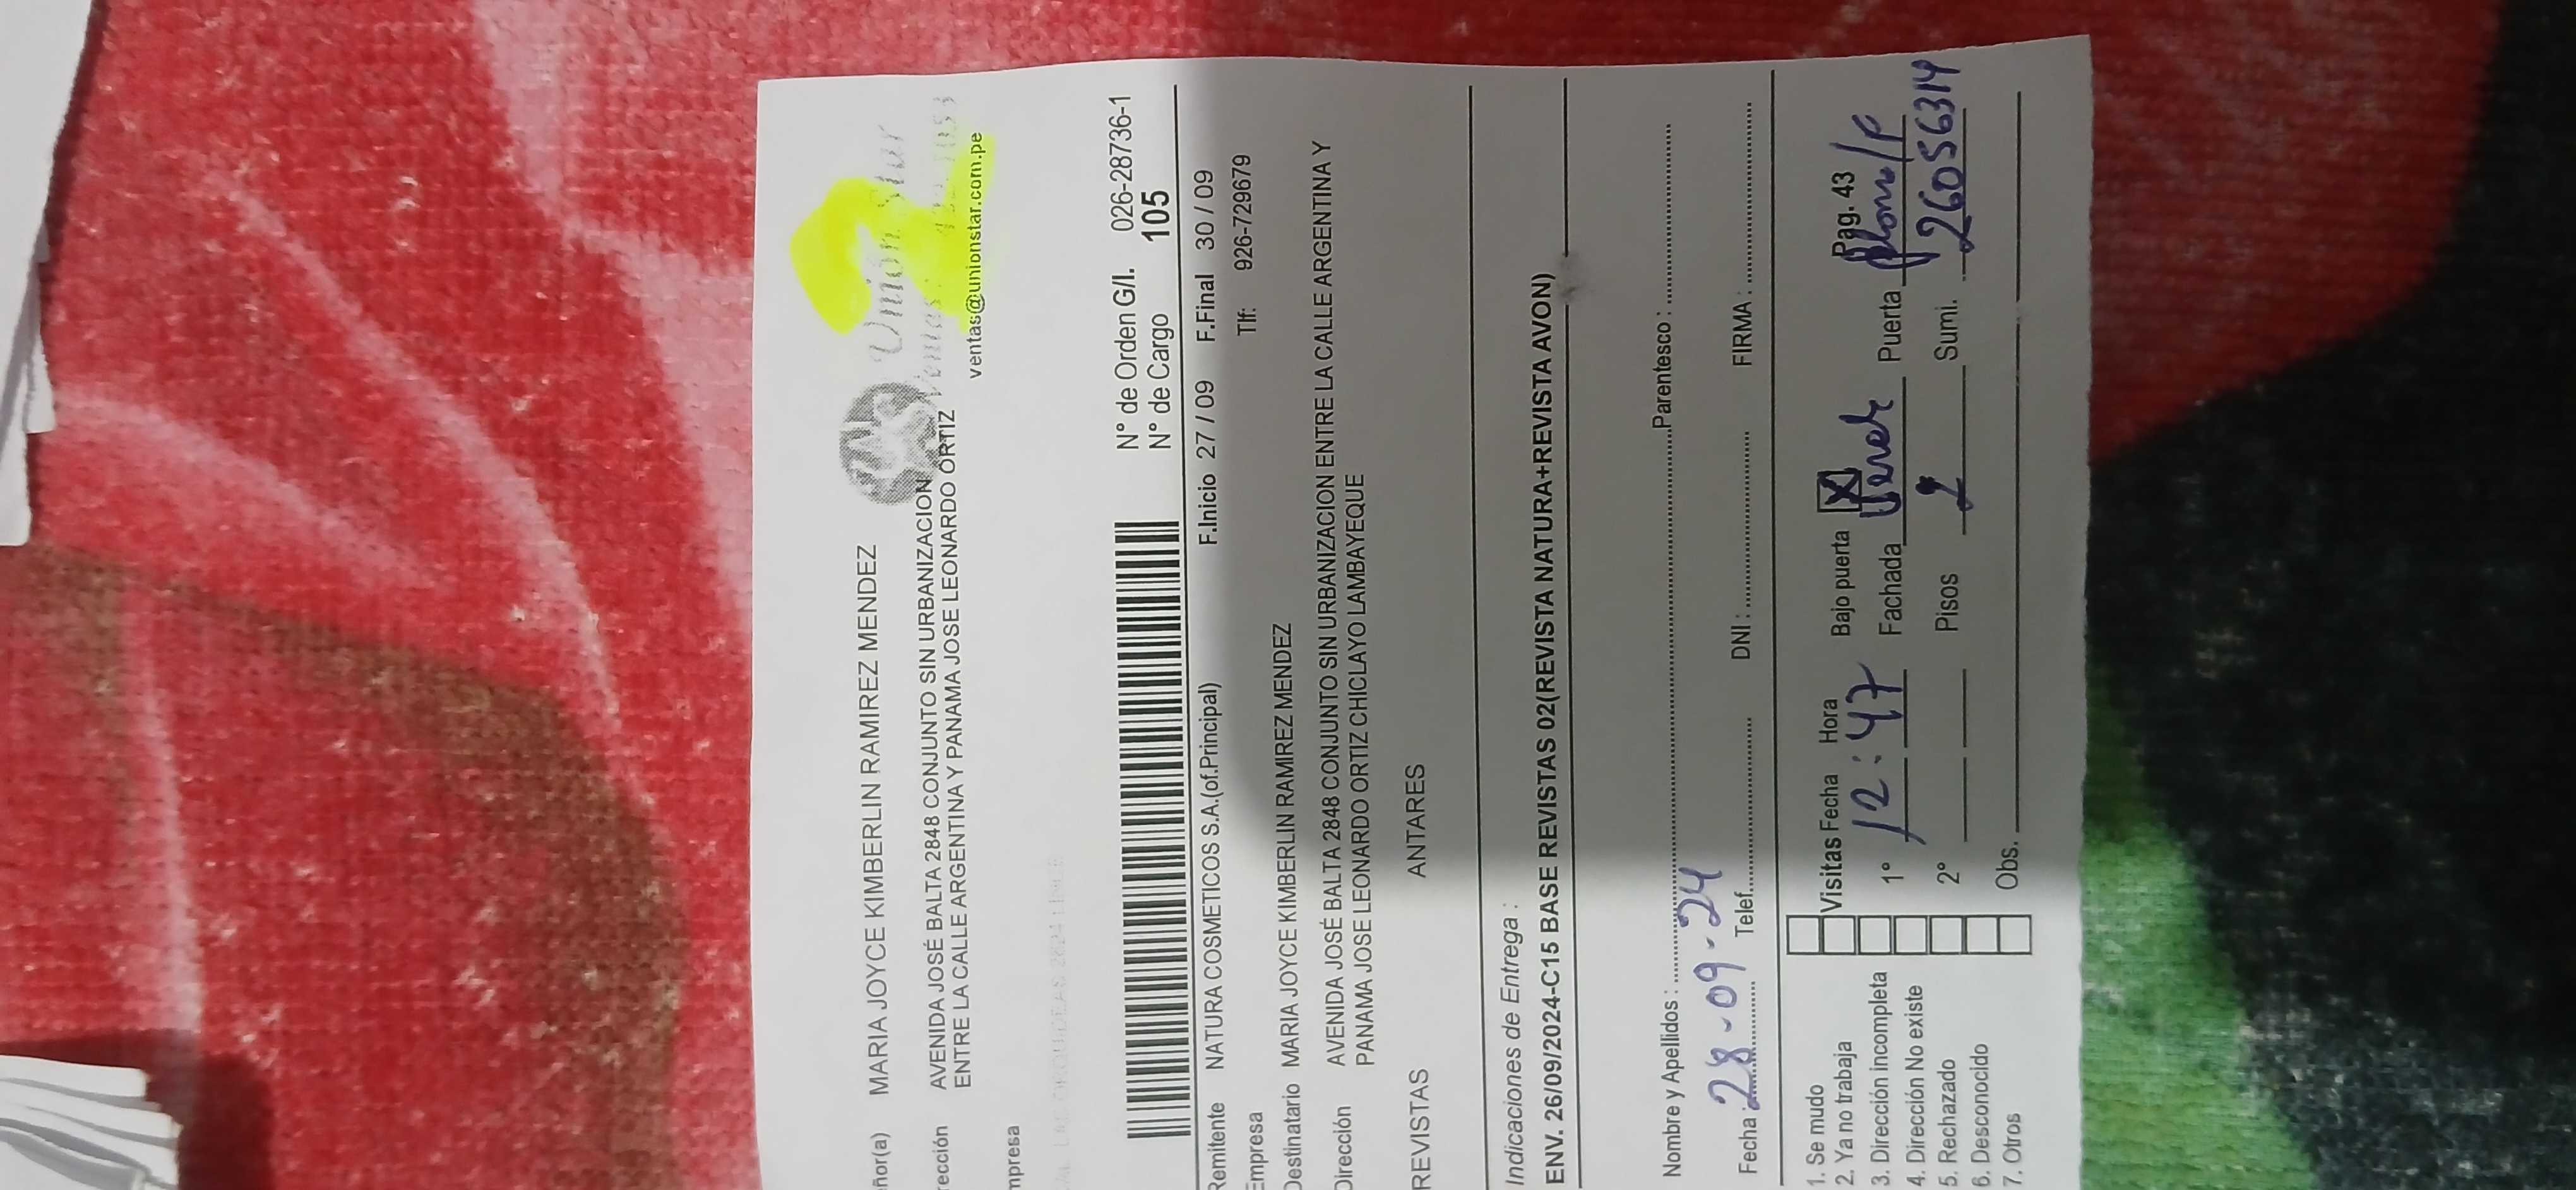 ñor(a) MARIA JOYCE KIMBERLIN RAMIREZ MENDEZ
rección AVENIDA JOSÉ BALTA 2848 CONJUNTO SIN URBANIZACION
ENTRE LA CALLE ARGENTINA Y PANAMA JOSE LEONARDO ORTIZ
mpresa
Union Star
Ventas:
ventas@unionstar.com.pe
N° de Orden G/I. 026-28736-1
N° de Cargo 105
Remitente NATURA COSMETICOS S.A.(of.Principal) F.Inicio 27 / 09 F.Final 30 / 09
Empresa Tlf: 926-729679
Destinatario MARIA JOYCE KIMBERLIN RAMIREZ MENDEZ
Dirección AVENIDA JOSÉ BALTA 2848 CONJUNTO SIN URBANIZACION ENTRE LA CALLE ARGENTINA Y
PANAMA JOSE LEONARDO ORTIZ CHICLAYO LAMBAYEQUE
REVISTAS ANTARES
Indicaciones de Entrega :
ENV. 26/09/2024-C15 BASE REVISTAS 02(REVISTA NATURA+REVISTA AVON)
Nombre y Apellidos : Parentesco :
Fecha : 28-09-24 Telef. DNI : FIRMA :
1. Se mudo
2. Ya no trabaja
3. Dirección incompleta
4. Dirección No existe
5. Rechazado
6. Desconocido
7. Otros
Visitas Fecha Hora Bajo puerta X Pag. 43
1° 12:47 Fachada Puerta
2° Pisos 2 Sumi. 26056314
Obs.